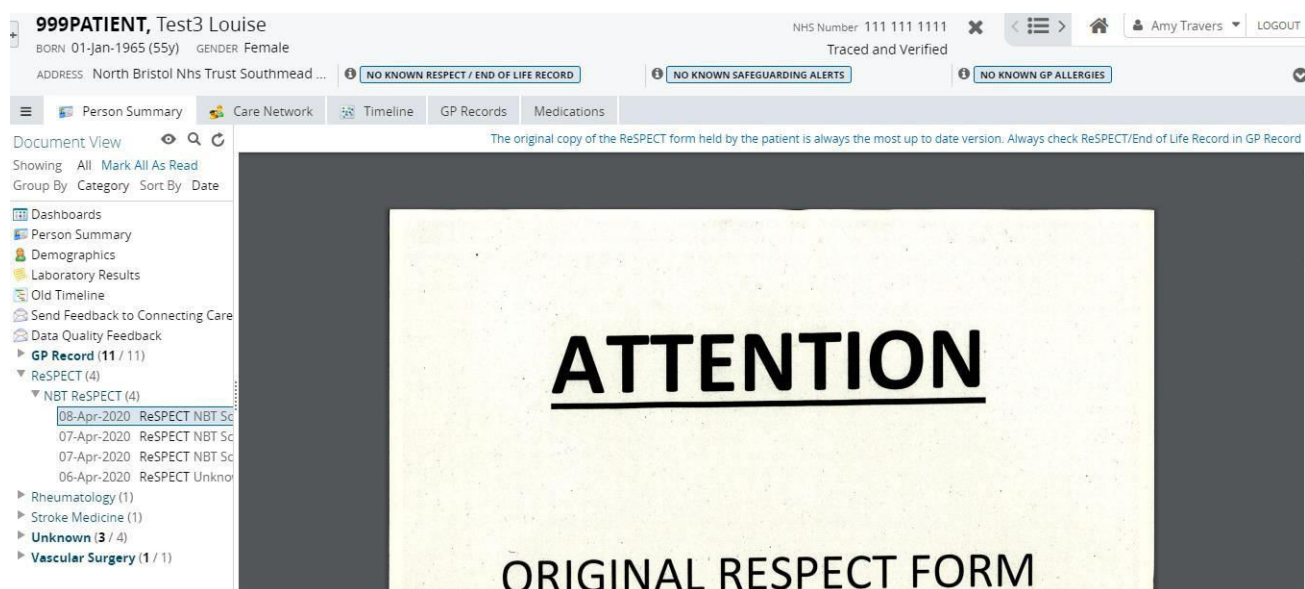 999PATIENT, Test3 Louise
BORN 01-Jan-1965 (55y) GENDER Female
NHS Number 111 111 1111
Traced and Verified
Amy Travers
LOGOUT
ADDRESS North Bristol Nhs Trust Southmead ...
NO KNOWN RESPECT / END OF LIFE RECORD
NO KNOWN SAFEGUARDING ALERTS
NO KNOWN GP ALLERGIES
Person Summary
Care Network
Timeline
GP Records
Medications
Document View
Showing All Mark All As Read
Group By Category Sort By Date
Dashboards
Person Summary
Demographics
Laboratory Results
Old Timeline
Send Feedback to Connecting Care
Data Quality Feedback
GP Record (11 / 11)
ReSPECT (4)
NBT ReSPECT (4)
08-Apr-2020 ReSPECT NBT Sc
07-Apr-2020 ReSPECT NBT Sc
07-Apr-2020 ReSPECT NBT Sc
06-Apr-2020 ReSPECT Unkno
Rheumatology (1)
Stroke Medicine (1)
Unknown (3 / 4)
Vascular Surgery (1 / 1)
The original copy of the ReSPECT form held by the patient is always the most up to date version. Always check ReSPECT/End of Life Record in GP Record
ATTENTION
ORIGINAL RESPECT FORM